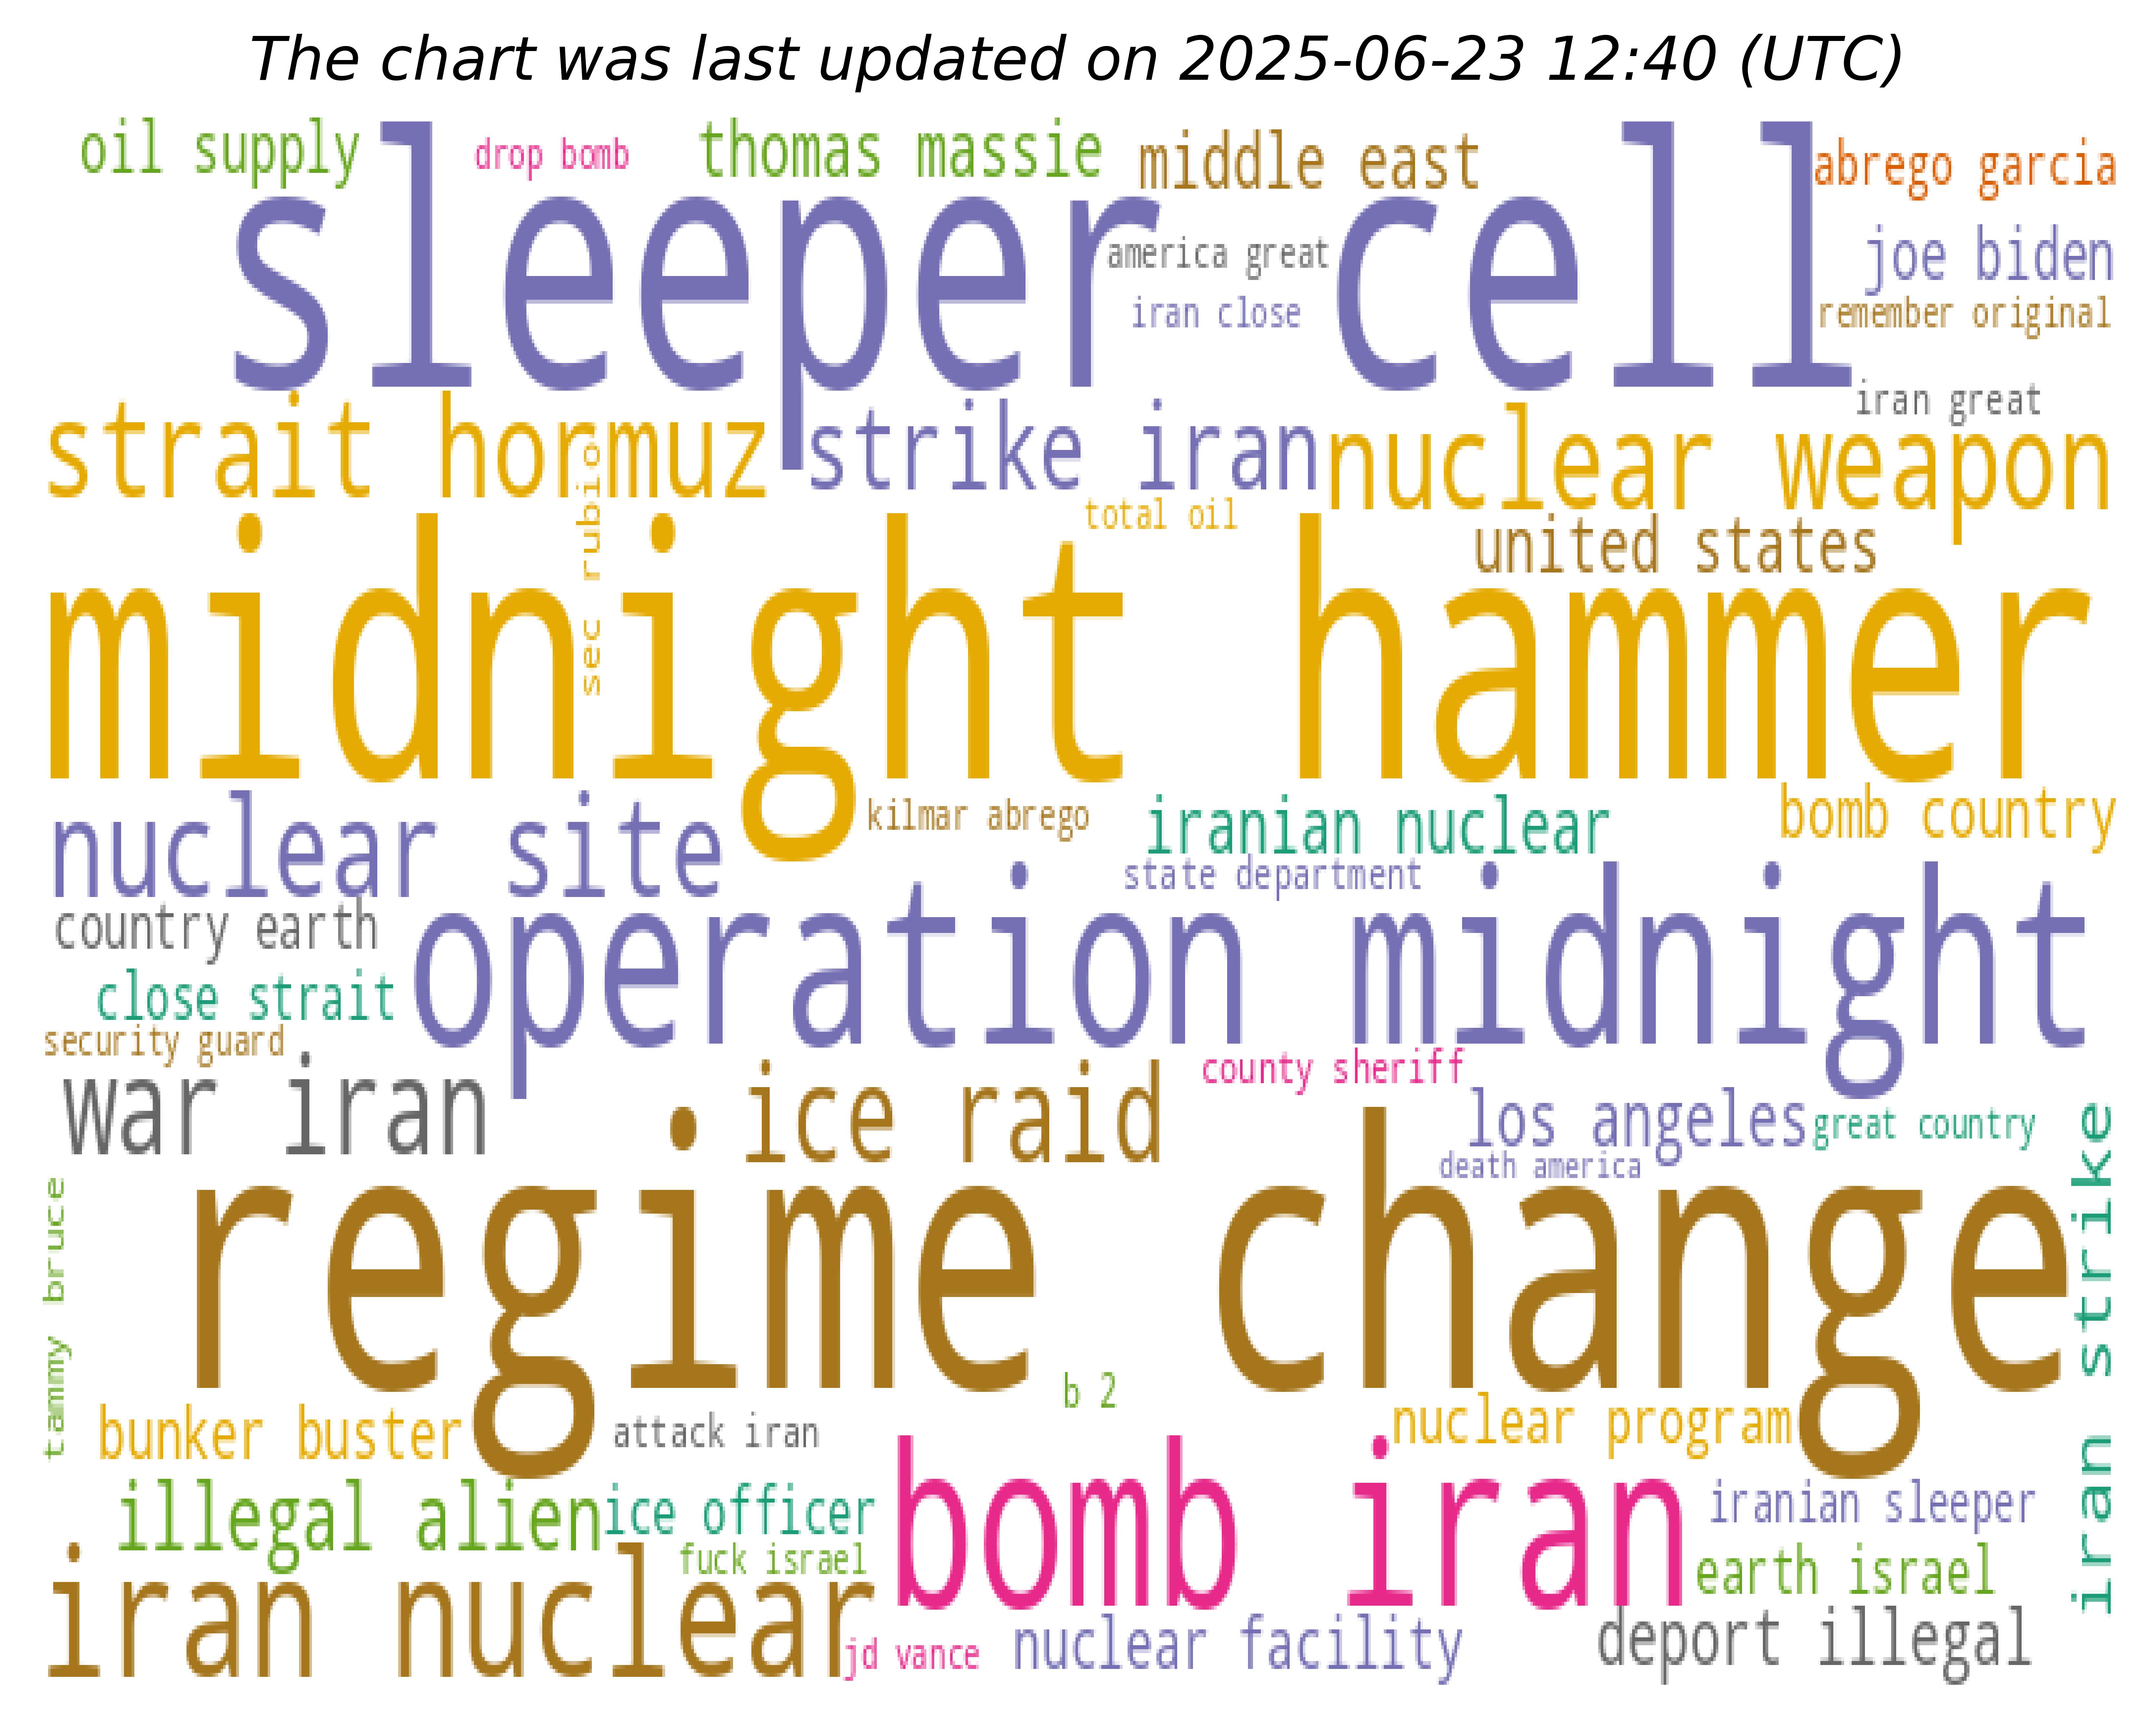 The chart was last updated on 2025-06-23 12:40 (UTC)
oil supply
drop bomb
thomas massie
middle east
abrego garcia
sleeper cell
america great
joe biden
iran close
remember original
iran great
strait hormuz
strike iran
nuclear weapon
sec rubio
total oil
united states
midnight hammer
nuclear site
kilmar abrego
iranian nuclear
bomb country
state department
country earth
operation midnight
close strait
security guard
war iran
ice raid
county sheriff
los angeles
great country
death america
iran strike
tammy bruce
regime change
b 2
bunker buster
attack iran
nuclear program
bomb iran
illegal alien
ice officer
iranian sleeper
fuck israel
earth israel
iran nuclear
jd vance
nuclear facility
deport illegal